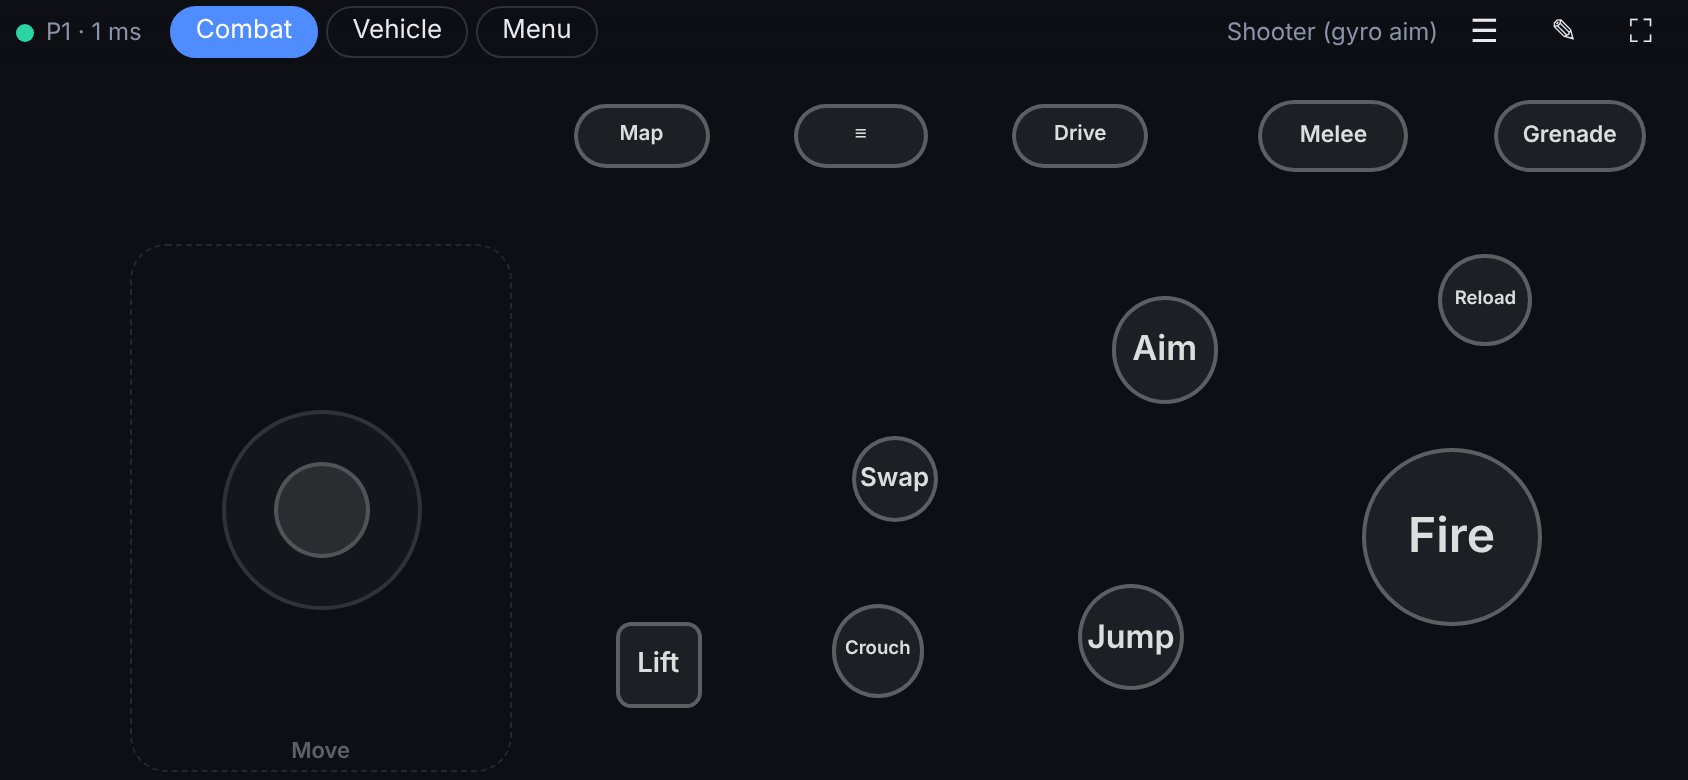 P1 · 1 ms
Combat
Vehicle
Menu
Shooter (gyro aim)
Map
≡
Drive
Melee
Grenade
Reload
Aim
Swap
Fire
Jump
Crouch
Lift
Move